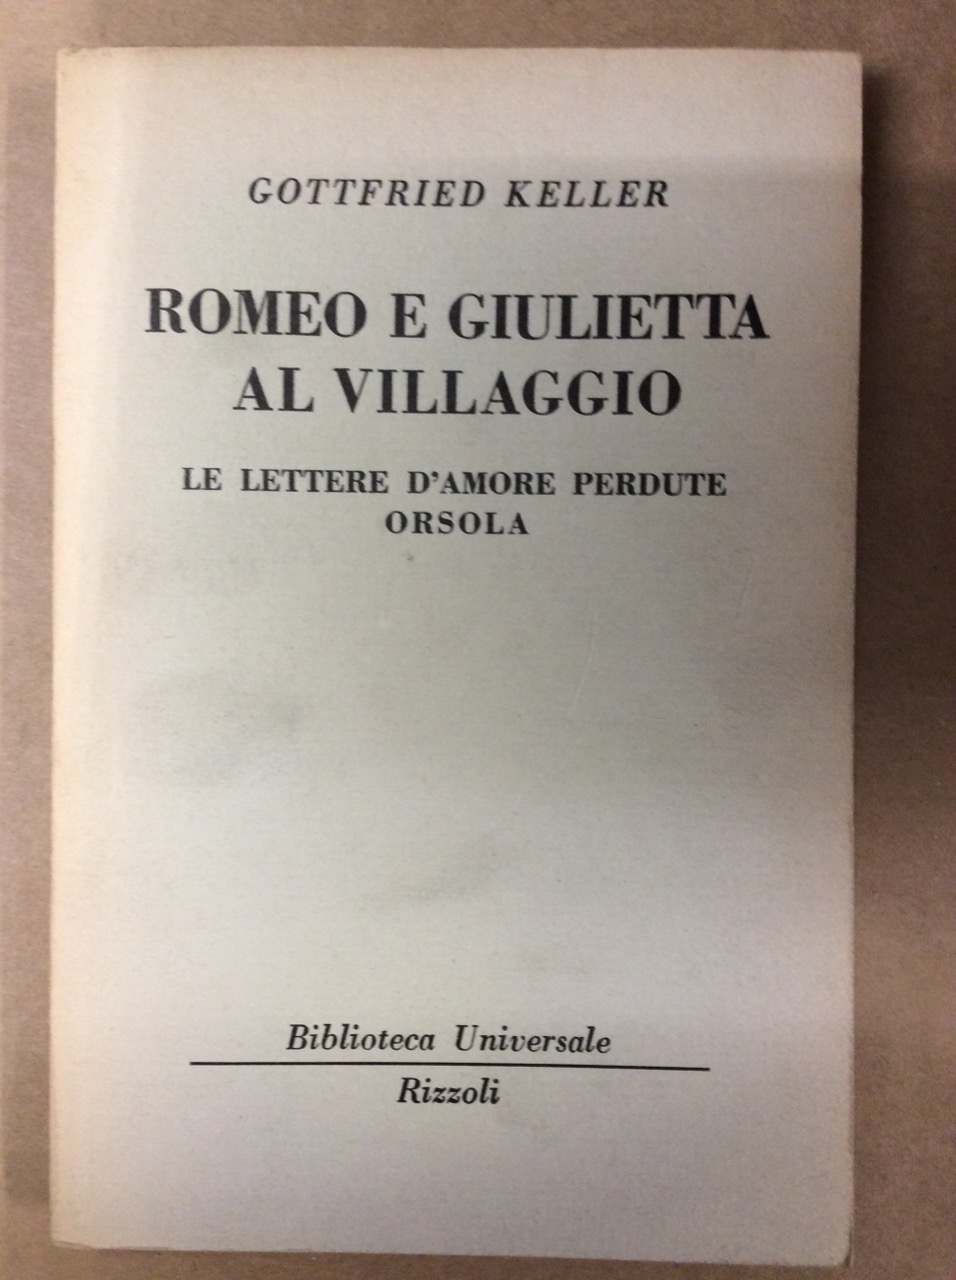 GOTTFRIED KELLER
ROMEO E GIULIETTA
AL VILLAGGIO
LE LETTERE D'AMORE PERDUTE
ORSOLA
Biblioteca Universale
Rizzoli